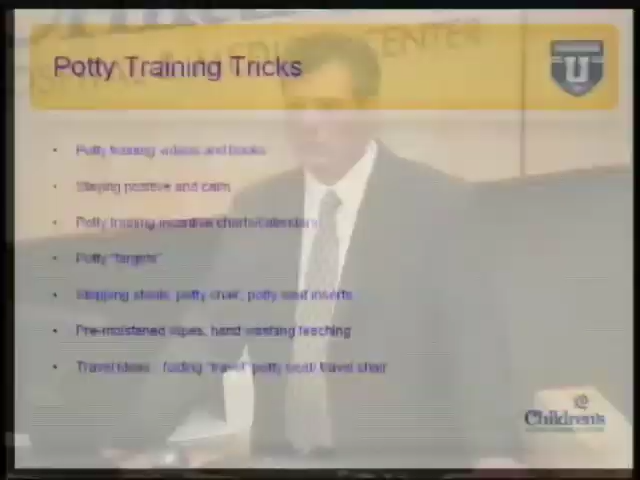 CENTER
Potty Training Tricks
U
• Potty training videos and books
• Staying positive and calm
• Potty training incentive charts/calendars
• Potty "targets"
• Stepping stools, potty chair, potty seat inserts
• Pre-moistened wipes, hand washing teaching
• Travel ideas: folding "travel" potty seat/ travel chair
Children's